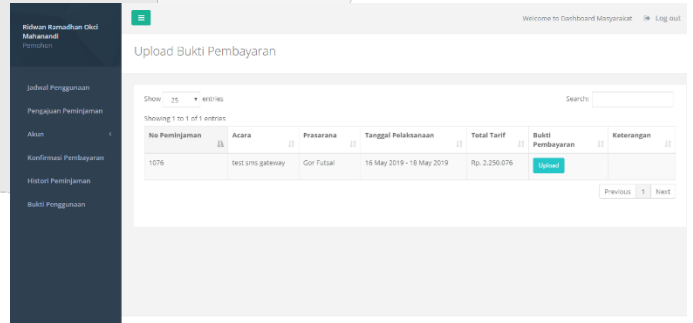 Ridwan Ramadhan Okci
Mahanandi
Pemohon
Jadwal Penggunaan
Pengajuan Peminjaman
Akun
Konfirmasi Pembayaran
Histori Peminjaman
Bukti Penggunaan
Welcome to Dashboard Masyarakat
Log out
Upload Bukti Pembayaran
Show 25 entries
Search:
Showing 1 to 1 of 1 entries
No Peminjaman Acara Prasarana Tanggal Pelaksanaan Total Tarif Bukti Pembayaran Keterangan
1076 test sms gateway Gor Futsal 16 May 2019 - 18 May 2019 Rp. 2.250.076 Upload
Previous 1 Next